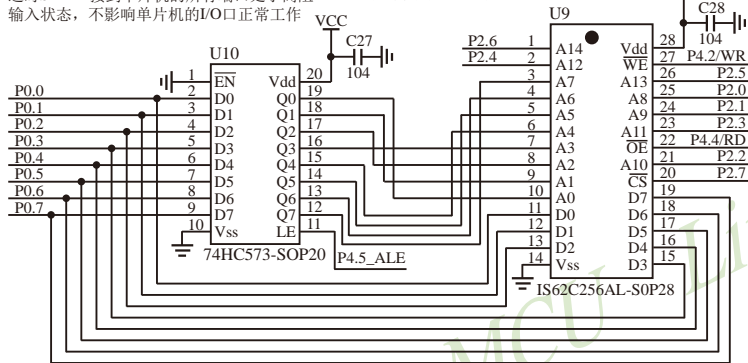 输入状态，不影响单片机的I/O口正常工作
VCC
C27
104
U10
1 EN Vdd 20
P0.0 2 D0 Q0 19
P0.1 3 D1 Q1 18
P0.2 4 D2 Q2 17
P0.3 5 D3 Q3 16
P0.4 6 D4 Q4 15
P0.5 7 D5 Q5 14
P0.6 8 D6 Q6 13
P0.7 9 D7 Q7 12
10 Vss LE 11 P4.5_ALE
74HC573-SOP20
U9
C28
104
P2.6 1 A14 Vdd 28
P2.4 2 A12 WE 27 P4.2/WR
3 A7 A13 26 P2.5
4 A6 A8 25 P2.0
5 A5 A9 24 P2.1
6 A4 A11 23 P2.3
7 A3 OE 22 P4.4/RD
8 A2 A10 21 P2.2
9 A1 CS 20 P2.7
10 A0 D7 19
11 D0 D6 18
12 D1 D5 17
13 D2 D4 16
14 Vss D3 15
IS62C256AL-S0P28
MCU Li